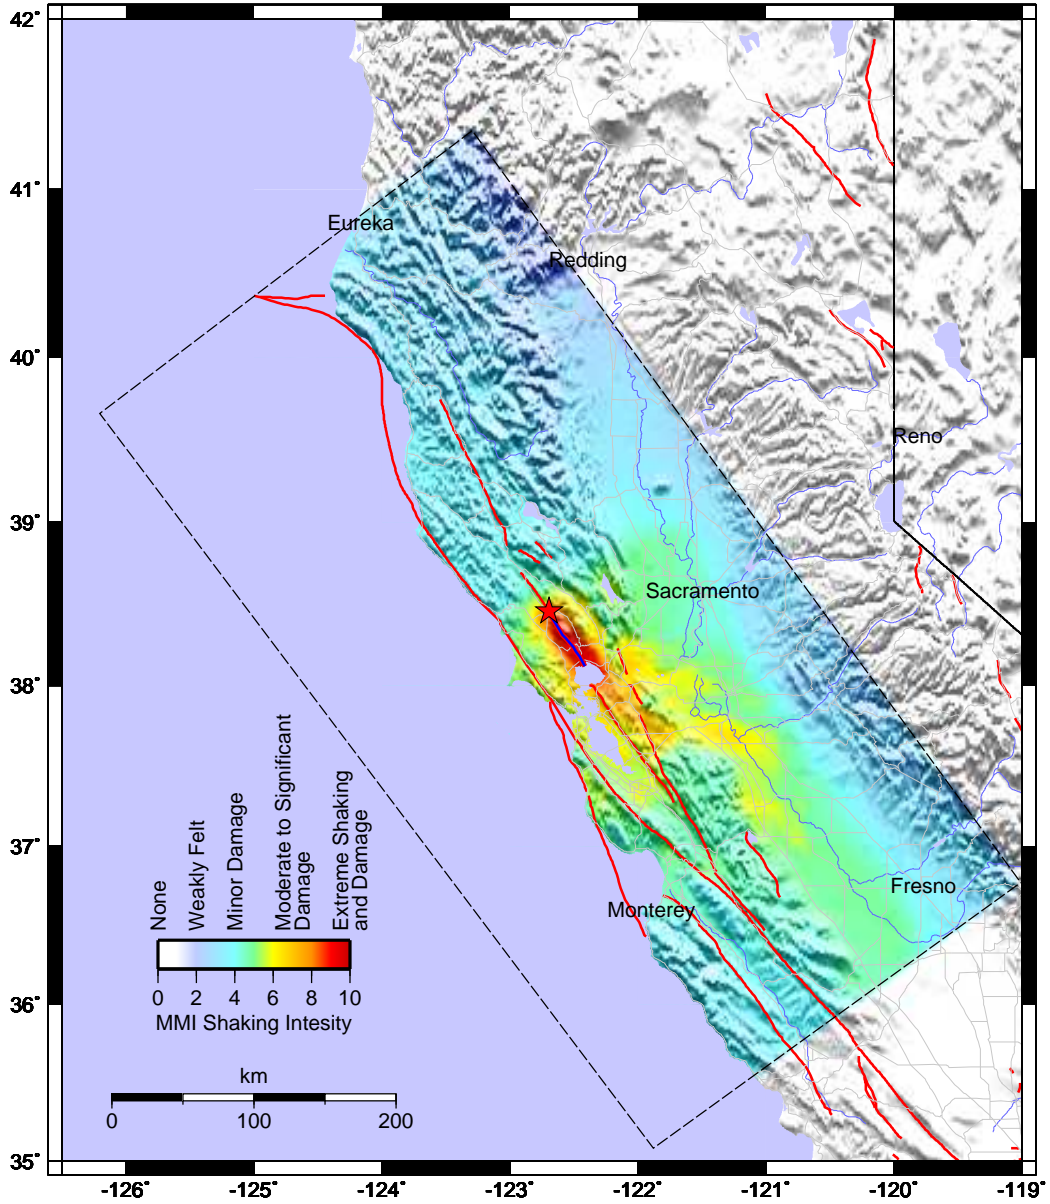 42°
41°
Eureka
Redding
40°
Reno
39°
Sacramento
38°
None
Weakly Felt
Minor Damage
Moderate to Significant
Damage
Extreme Shaking
and Damage
37°
Fresno
Monterey
0 2 4 6 8 10
36°
MMI Shaking Intesity
km
0 100 200
35°
-126° -125° -124° -123° -122° -121° -120° -119°